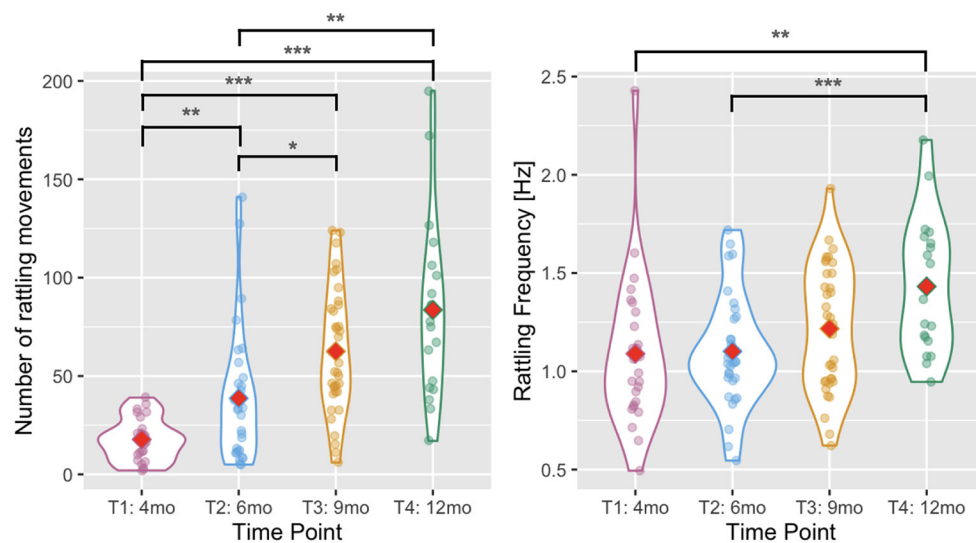 **
***
***
**
*
Number of rattling movements
200
150
100
50
0
T1: 4mo T2: 6mo T3: 9mo T4: 12mo
Time Point
**
***
Rattling Frequency [Hz]
2.5
2.0
1.5
1.0
0.5
T1: 4mo T2: 6mo T3: 9mo T4: 12mo
Time Point